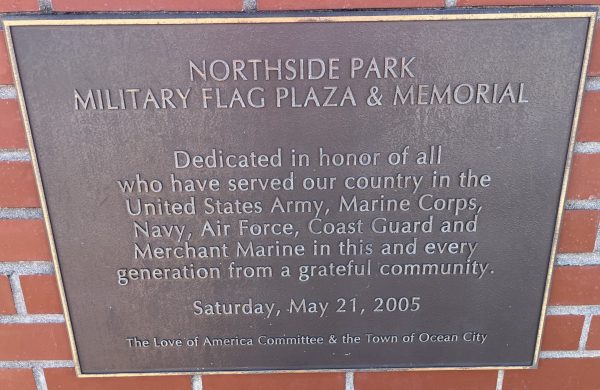 NORTHSIDE PARK
MILITARY FLAG PLAZA & MEMORIAL
Dedicated in honor of all
who have served our country in the
United States Army, Marine Corps,
Navy, Air Force, Coast Guard and
Merchant Marine in this and every
generation from a grateful community.
Saturday, May 21, 2005
The Love of America Committee & the Town of Ocean City